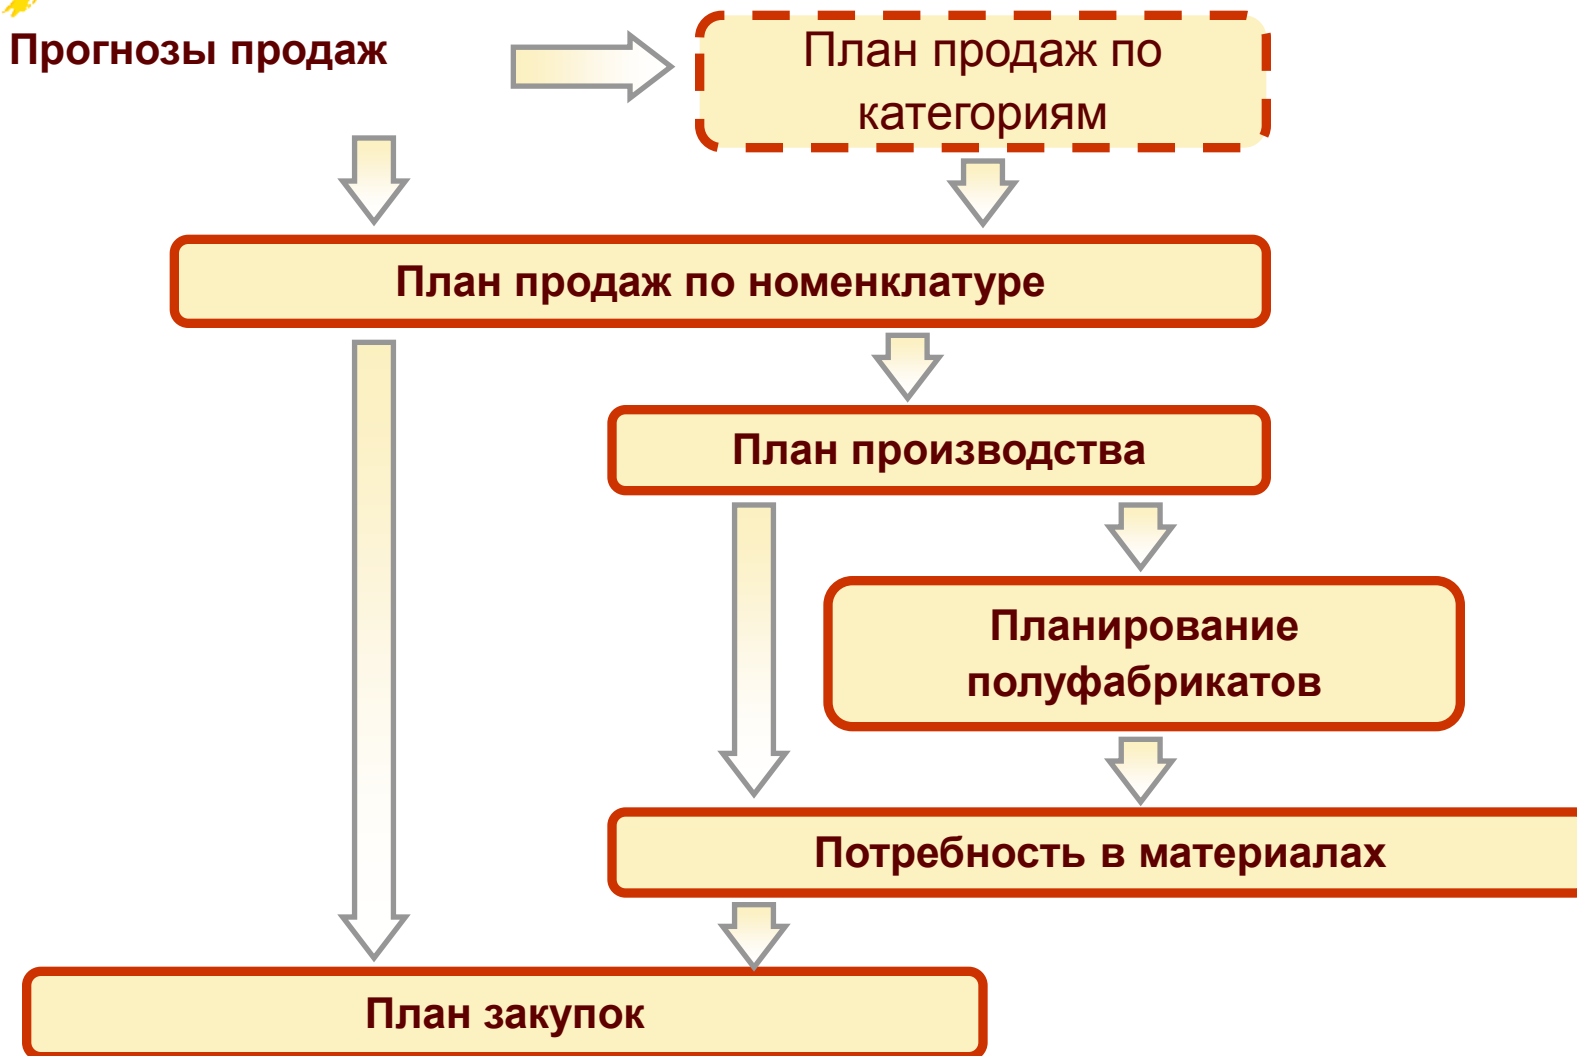 Прогнозы продаж
План продаж по
категориям
План продаж по номенклатуре
План производства
Планирование
полуфабрикатов
Потребность в материалах
План закупок